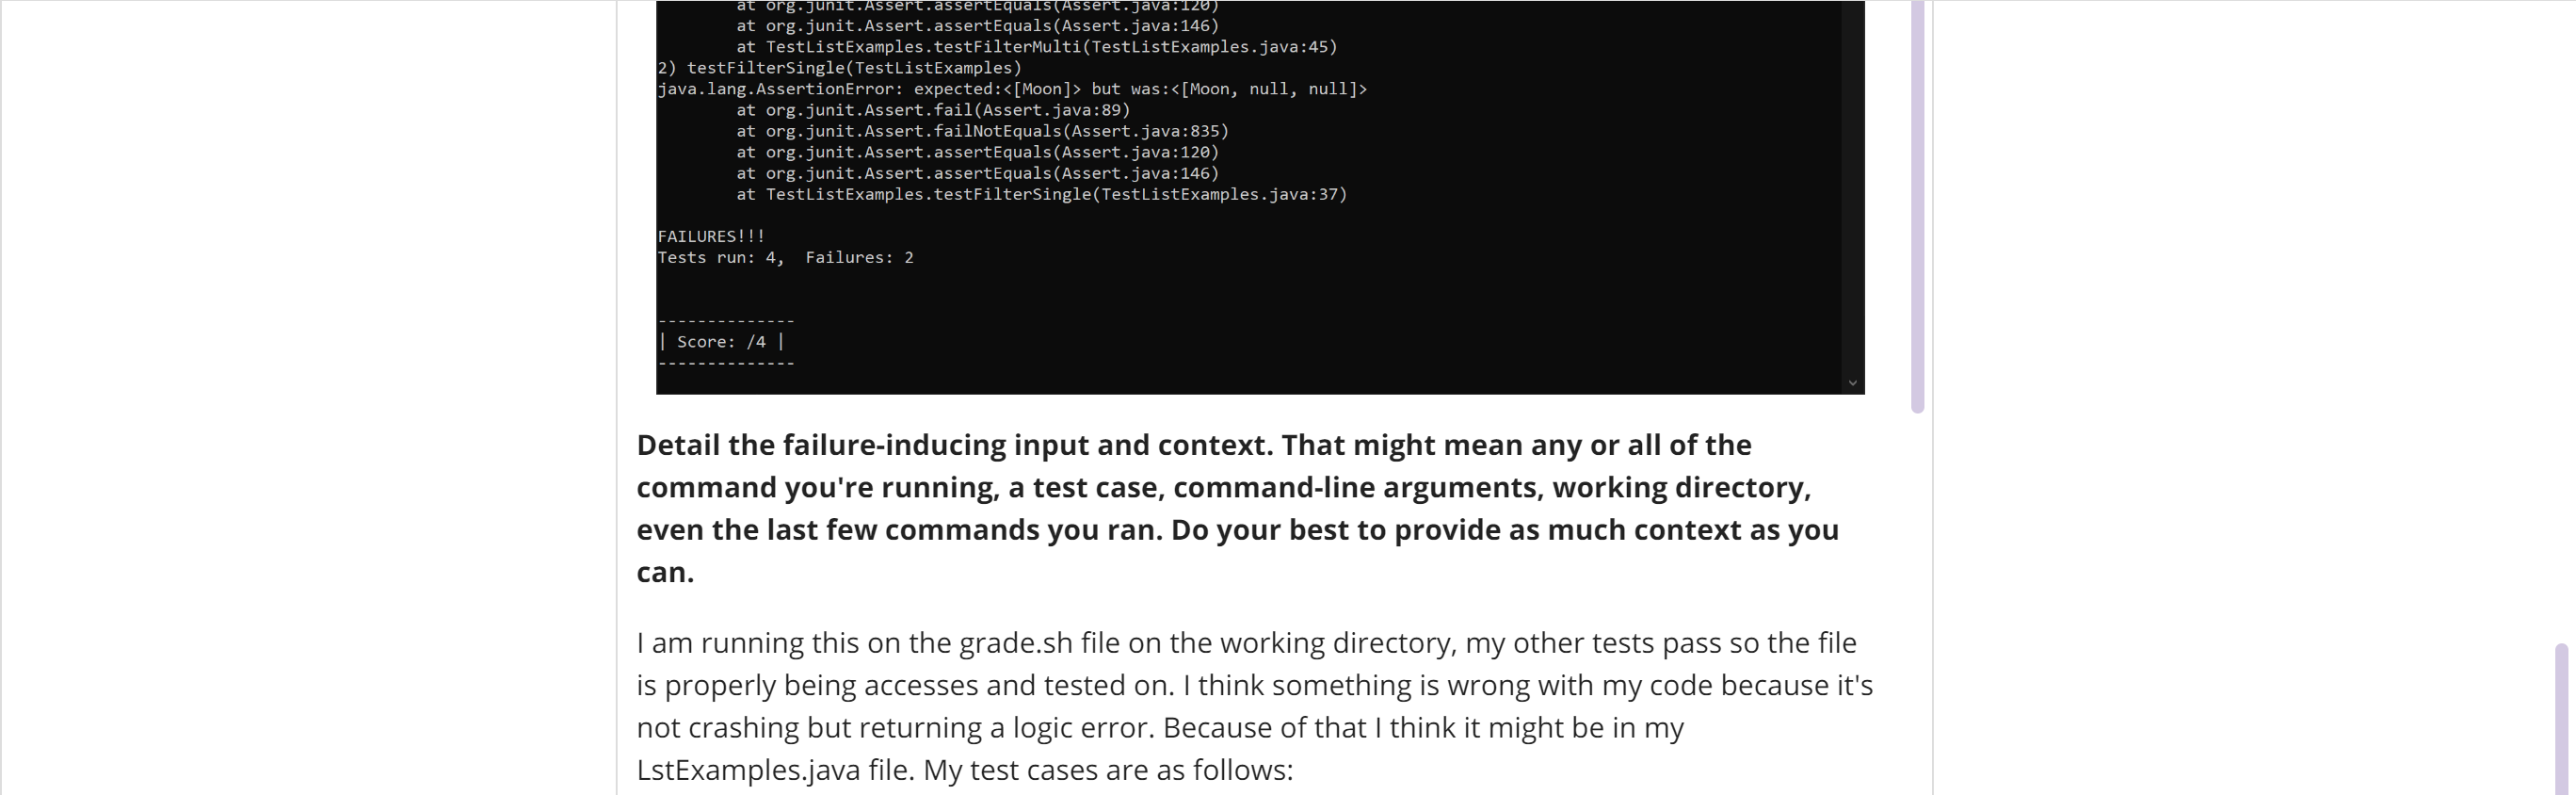 at org.junit.Assert.assertEquals(Assert.java:120)
at org.junit.Assert.assertEquals(Assert.java:146)
at TestListExamples.testFilterMulti(TestListExamples.java:45)
2) testFilterSingle(TestListExamples)
java.lang.AssertionError: expected:<[Moon]> but was:<[Moon, null, null]>
at org.junit.Assert.fail(Assert.java:89)
at org.junit.Assert.failNotEquals(Assert.java:835)
at org.junit.Assert.assertEquals(Assert.java:120)
at org.junit.Assert.assertEquals(Assert.java:146)
at TestListExamples.testFilterSingle(TestListExamples.java:37)
FAILURES!!!
Tests run: 4,  Failures: 2
--------------
| Score: /4 |
--------------
Detail the failure-inducing input and context. That might mean any or all of the
command you're running, a test case, command-line arguments, working directory,
even the last few commands you ran. Do your best to provide as much context as you
can.
I am running this on the grade.sh file on the working directory, my other tests pass so the file
is properly being accesses and tested on. I think something is wrong with my code because it's
not crashing but returning a logic error. Because of that I think it might be in my
LstExamples.java file. My test cases are as follows: